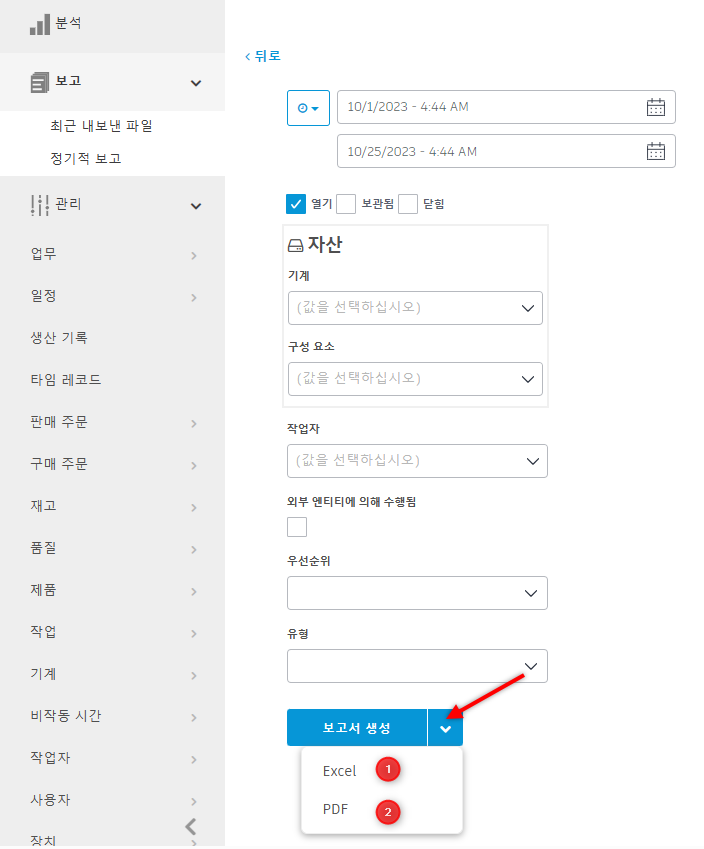 분석
보고
최근 내보낸 파일
정기적 보고
관리
업무
일정
생산 기록
타임 레코드
판매 주문
구매 주문
재고
품질
제품
작업
기계
비작동 시간
작업자
사용자
장치
뒤로
10/1/2023 - 4:44 AM
10/25/2023 - 4:44 AM
열기 보관됨 닫힘
자산
기계
(값을 선택하십시오)
구성 요소
(값을 선택하십시오)
작업자
(값을 선택하십시오)
외부 엔티티에 의해 수행됨
우선순위
유형
보고서 생성
Excel 1
PDF 2